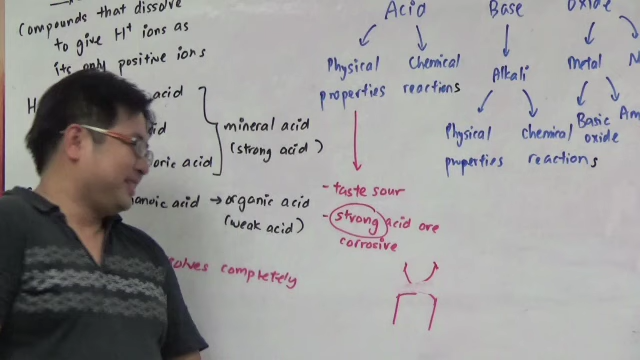 compounds that dissolve
to give H⁺ ions as
its only positive ions
acid
acid
mineral acid
(strong acid)
→ organic acid
(weak acid)
completely
Acid
Physical
properties
Chemical
reactions
- taste sour
- strong acid are
corrosive
Base
Alkali
Physical
properties
chemical
reactions
Oxide
Metal
Basic
oxide